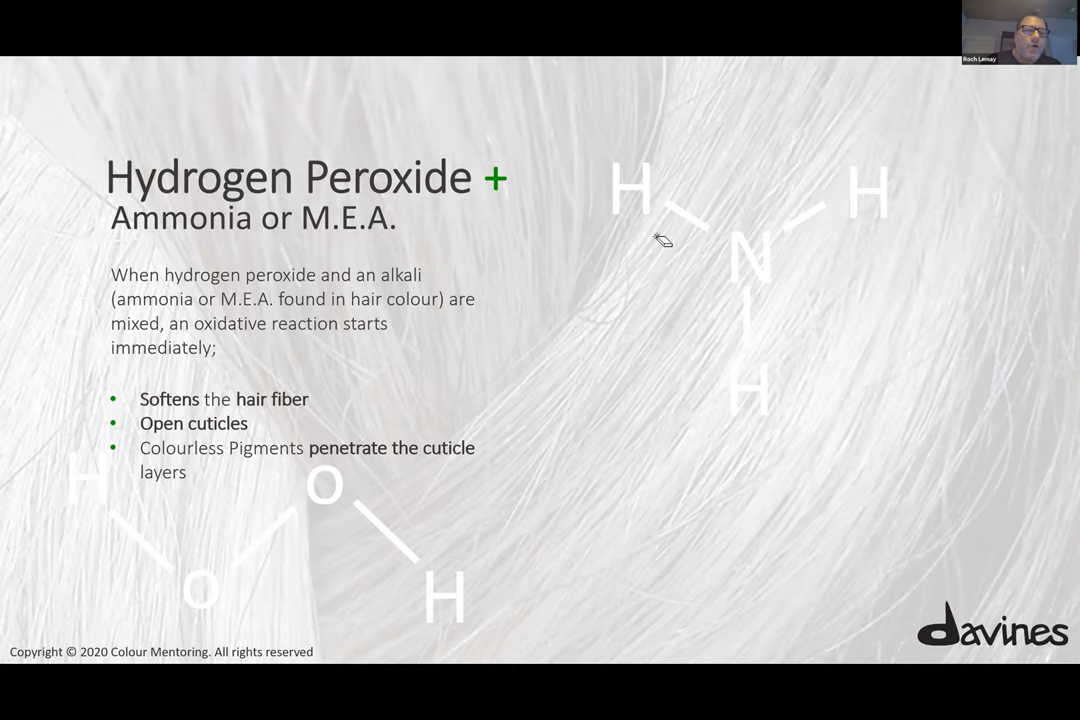 Roch Lemay
Hydrogen Peroxide +
Ammonia or M.E.A.
When hydrogen peroxide and an alkali
(ammonia or M.E.A. found in hair colour) are
mixed, an oxidative reaction starts
immediately;
• Softens the hair fiber
• Open cuticles
• Colourless Pigments penetrate the cuticle
layers
H
H
N
H
H
O
O
H
davines
Copyright © 2020 Colour Mentoring. All rights reserved